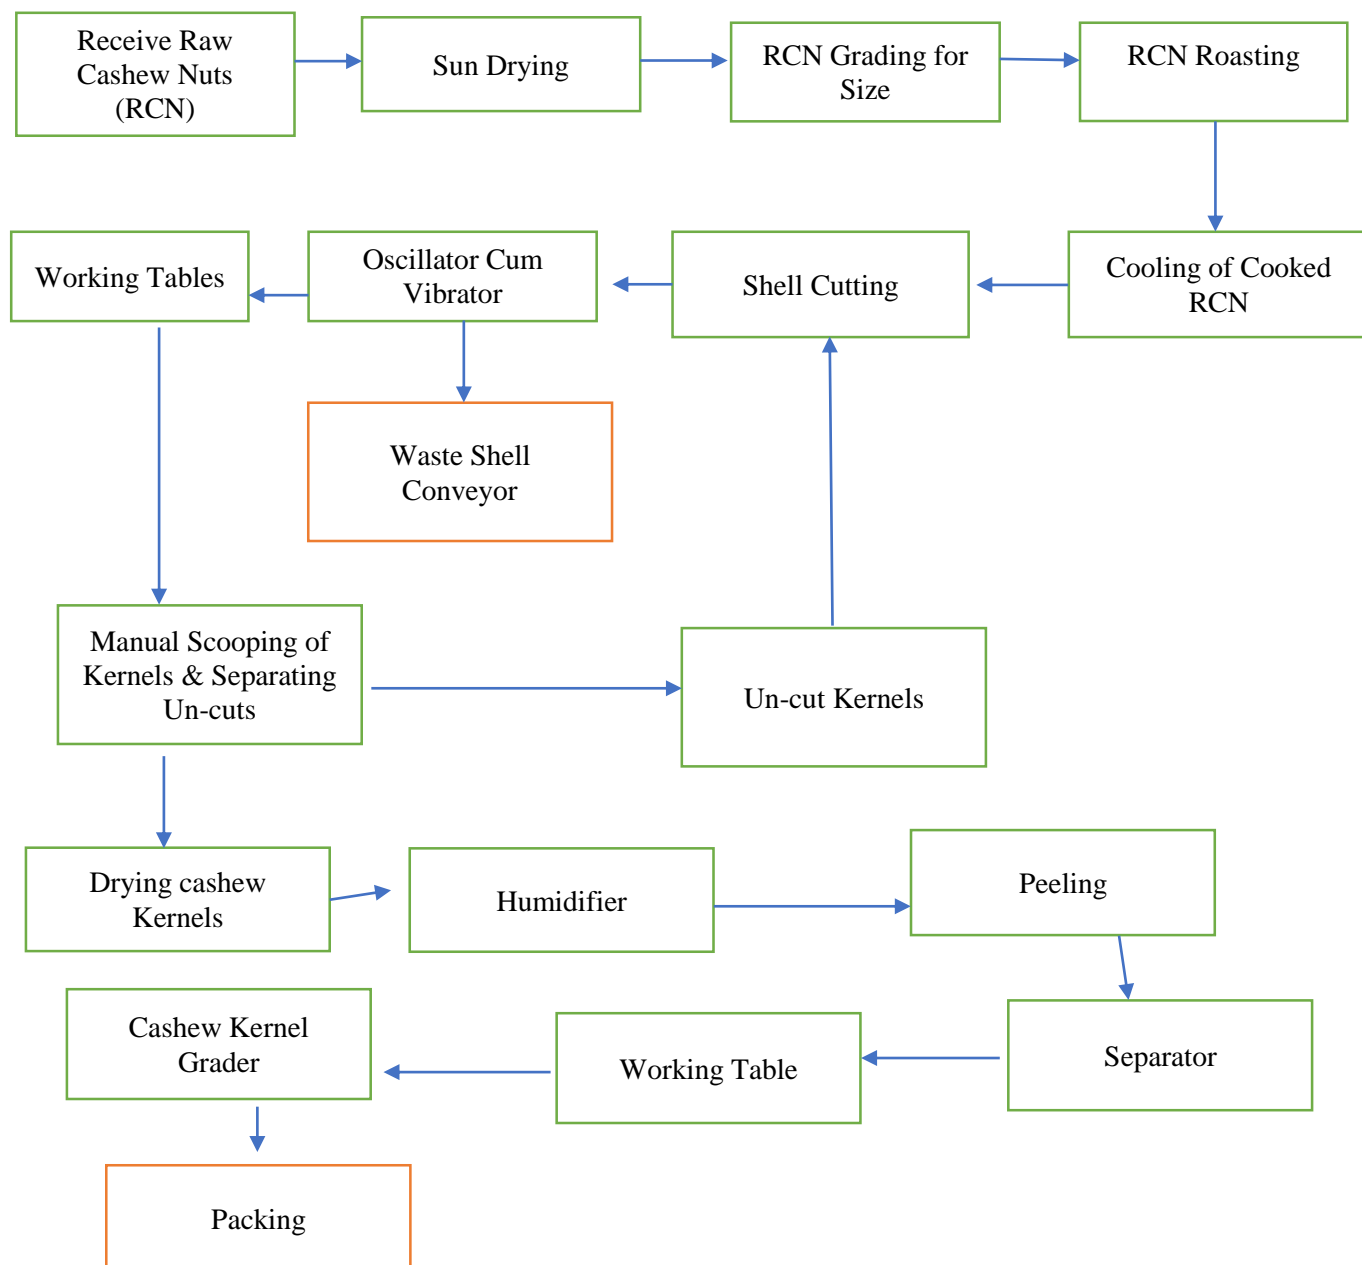 Receive Raw
Cashew Nuts
(RCN)
Sun Drying
RCN Grading for
Size
RCN Roasting
Working Tables
Oscillator Cum
Vibrator
Shell Cutting
Cooling of Cooked
RCN
Waste Shell
Conveyor
Manual Scooping of
Kernels & Separating
Un-cuts
Un-cut Kernels
Drying cashew
Kernels
Humidifier
Peeling
Cashew Kernel
Grader
Working Table
Separator
Packing